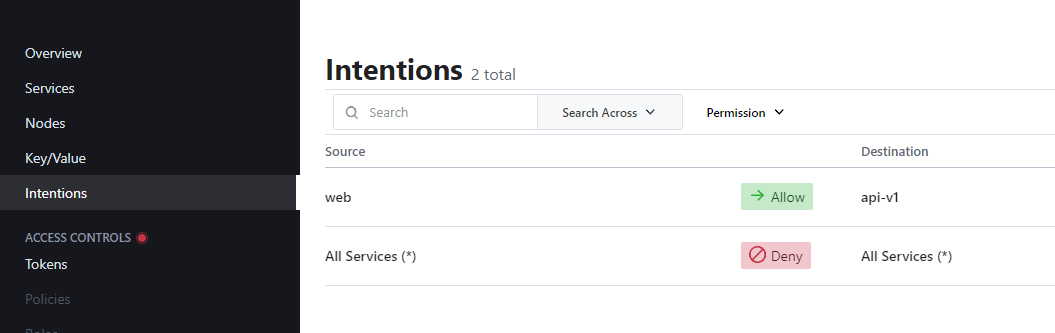 Overview
Services
Nodes
Key/Value
Intentions
ACCESS CONTROLS
Tokens
Policies
Roles
Intentions 2 total
Search
Search Across
Permission
Source Destination
web Allow api-v1
All Services (*) Deny All Services (*)